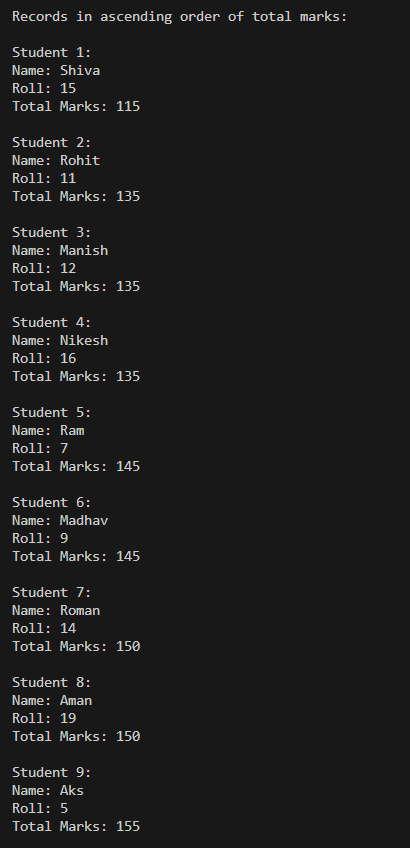 Records in ascending order of total marks:
Student 1:
Name: Shiva
Roll: 15
Total Marks: 115
Student 2:
Name: Rohit
Roll: 11
Total Marks: 135
Student 3:
Name: Manish
Roll: 12
Total Marks: 135
Student 4:
Name: Nikesh
Roll: 16
Total Marks: 135
Student 5:
Name: Ram
Roll: 7
Total Marks: 145
Student 6:
Name: Madhav
Roll: 9
Total Marks: 145
Student 7:
Name: Roman
Roll: 14
Total Marks: 150
Student 8:
Name: Aman
Roll: 19
Total Marks: 150
Student 9:
Name: Aks
Roll: 5
Total Marks: 155